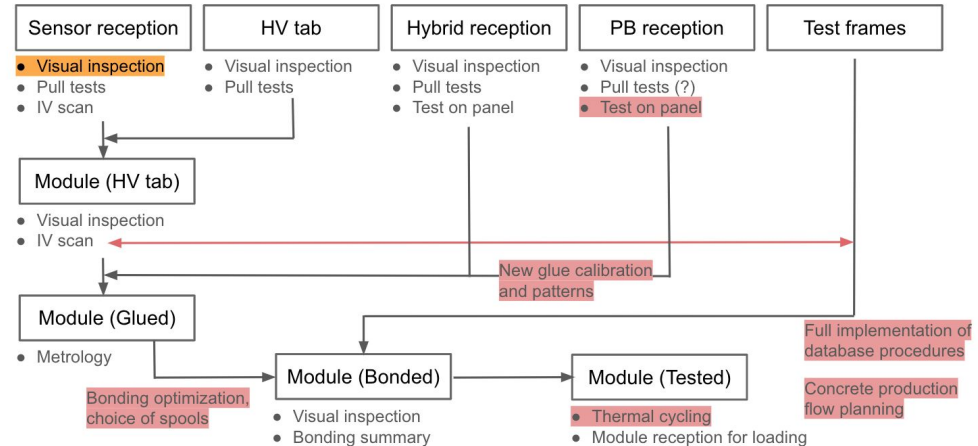 Sensor reception
● Visual inspection
● Pull tests
● IV scan
HV tab
● Visual inspection
● Pull tests
Hybrid reception
● Visual inspection
● Pull tests
● Test on panel
PB reception
● Visual inspection
● Pull tests (?)
● Test on panel
Test frames
Module (HV tab)
● Visual inspection
● IV scan
New glue calibration
and patterns
Module (Glued)
● Metrology
Bonding optimization,
choice of spools
Module (Bonded)
● Visual inspection
● Bonding summary
Module (Tested)
● Thermal cycling
● Module reception for loading
Full implementation of
database procedures
Concrete production
flow planning